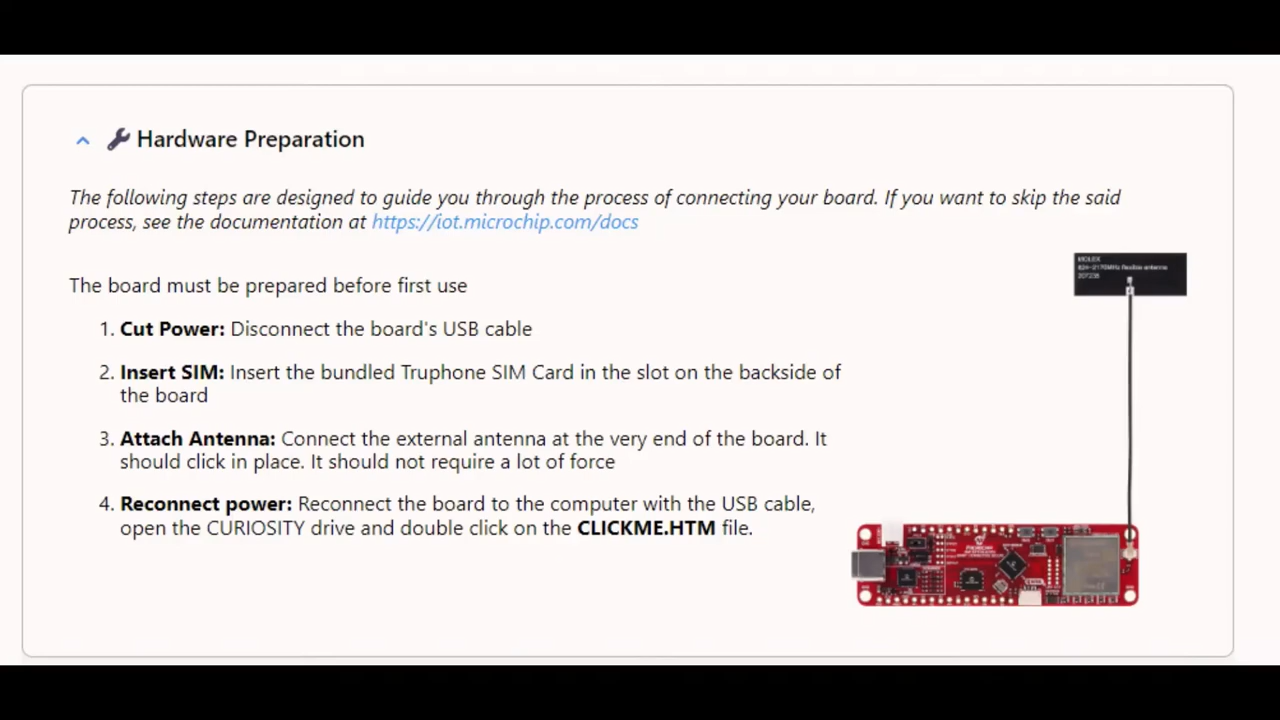 Hardware Preparation
The following steps are designed to guide you through the process of connecting your board. If you want to skip the said
process, see the documentation at https://iot.microchip.com/docs
The board must be prepared before first use
1. Cut Power: Disconnect the board's USB cable
2. Insert SIM: Insert the bundled Truphone SIM Card in the slot on the backside of
the board
3. Attach Antenna: Connect the external antenna at the very end of the board. It
should click in place. It should not require a lot of force
4. Reconnect power: Reconnect the board to the computer with the USB cable,
open the CURIOSITY drive and double click on the CLICKME.HTM file.
MOLEX
flexible antenna